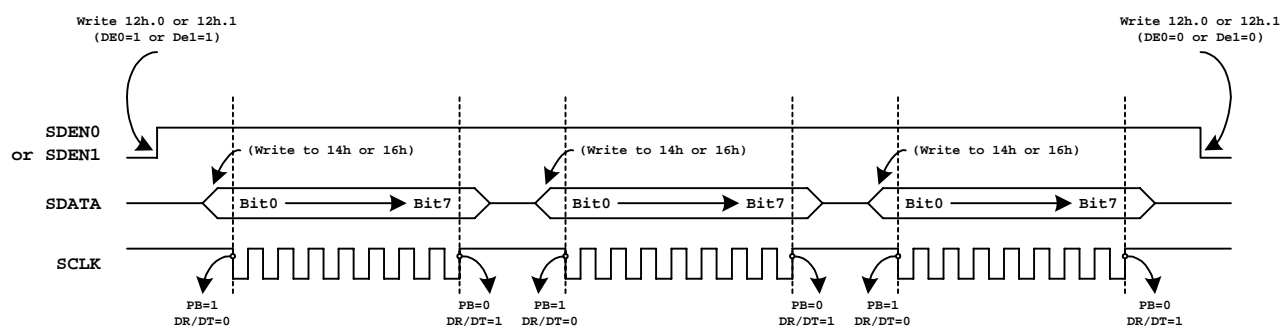 Write 12h.0 or 12h.1
(DE0=1 or De1=1)
Write 12h.0 or 12h.1
(DE0=0 or De1=0)
SDEN0
or SDEN1
(Write to 14h or 16h)
(Write to 14h or 16h)
(Write to 14h or 16h)
SDATA
Bit0
Bit7
Bit0
Bit7
Bit0
Bit7
SCLK
PB=1
DR/DT=0
PB=0
DR/DT=1
PB=1
DR/DT=0
PB=0
DR/DT=1
PB=1
DR/DT=0
PB=0
DR/DT=1